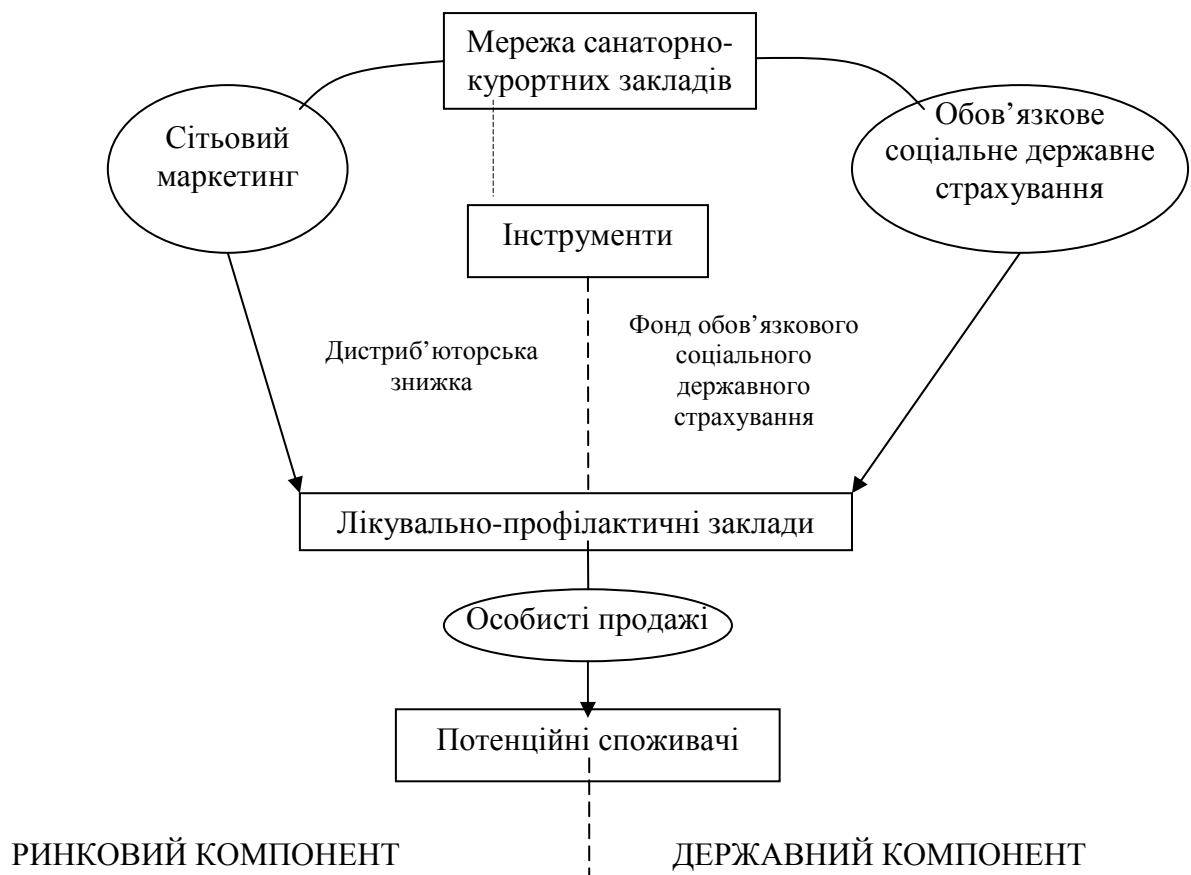 Мережа санаторно-
курортних закладів
Сітьовий
маркетинг
Обов’язкове
соціальне державне
страхування
Інструменти
Дистриб’юторська
знижка
Фонд обов’язкового
соціального
державного
страхування
Лікувально-профілактичні заклади
Особисті продажі
Потенційні споживачі
РИНКОВИЙ КОМПОНЕНТ
ДЕРЖАВНИЙ КОМПОНЕНТ